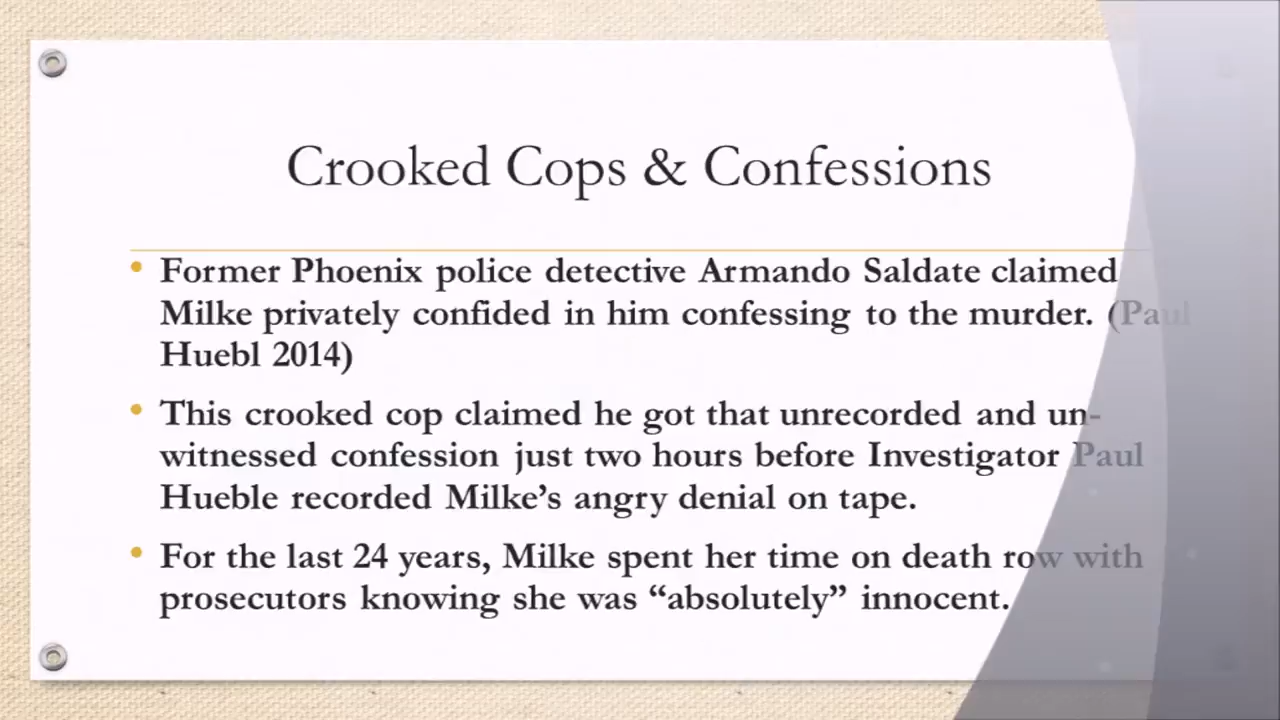 Crooked Cops & Confessions
• Former Phoenix police detective Armando Saldate claimed
Milke privately confided in him confessing to the murder. (Paul
Huebl 2014)
• This crooked cop claimed he got that unrecorded and un-
witnessed confession just two hours before Investigator Paul
Hueble recorded Milke’s angry denial on tape.
• For the last 24 years, Milke spent her time on death row with
prosecutors knowing she was “absolutely” innocent.